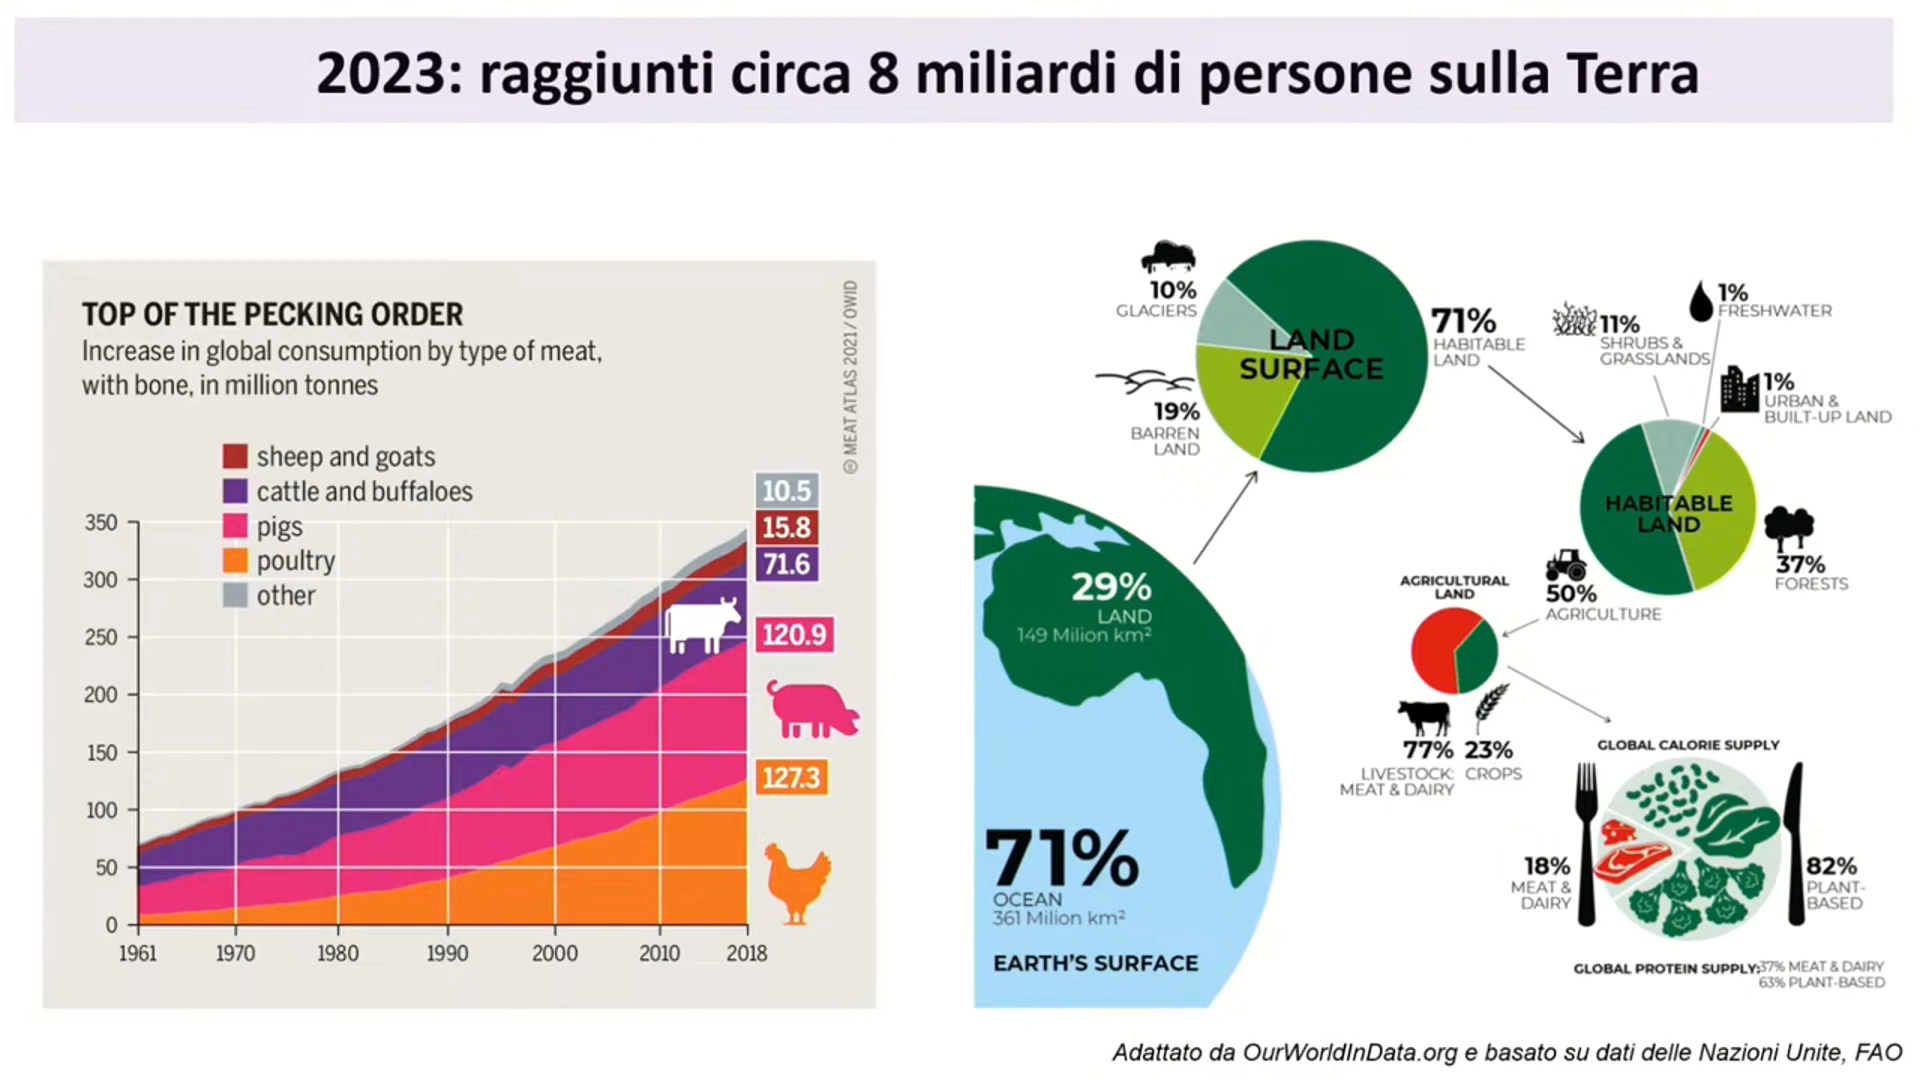 2023: raggiunti circa 8 miliardi di persone sulla Terra
TOP OF THE PECKING ORDER
Increase in global consumption by type of meat,
with bone, in million tonnes
© MEAT ATLAS 2021/ OWID
sheep and goats
cattle and buffaloes
pigs
poultry
other
350
300
250
200
150
100
50
0
1961
1970
1980
1990
2000
2010
2018
10.5
15.8
71.6
120.9
127.3
10%
GLACIERS
19%
BARREN
LAND
LAND
SURFACE
71%
HABITABLE
LAND
11%
SHRUBS &
GRASSLANDS
1%
FRESHWATER
1%
URBAN &
BUILT-UP LAND
HABITABLE
LAND
37%
FORESTS
50%
AGRICULTURE
AGRICULTURAL
LAND
77%
LIVESTOCK:
MEAT & DAIRY
23%
CROPS
29%
LAND
149 Milion km²
71%
OCEAN
361 Milion km²
EARTH'S SURFACE
GLOBAL CALORIE SUPPLY
18%
MEAT &
DAIRY
82%
PLANT-
BASED
GLOBAL PROTEIN SUPPLY:37% MEAT & DAIRY
63% PLANT-BASED
Adattato da OurWorldInData.org e basato su dati delle Nazioni Unite, FAO